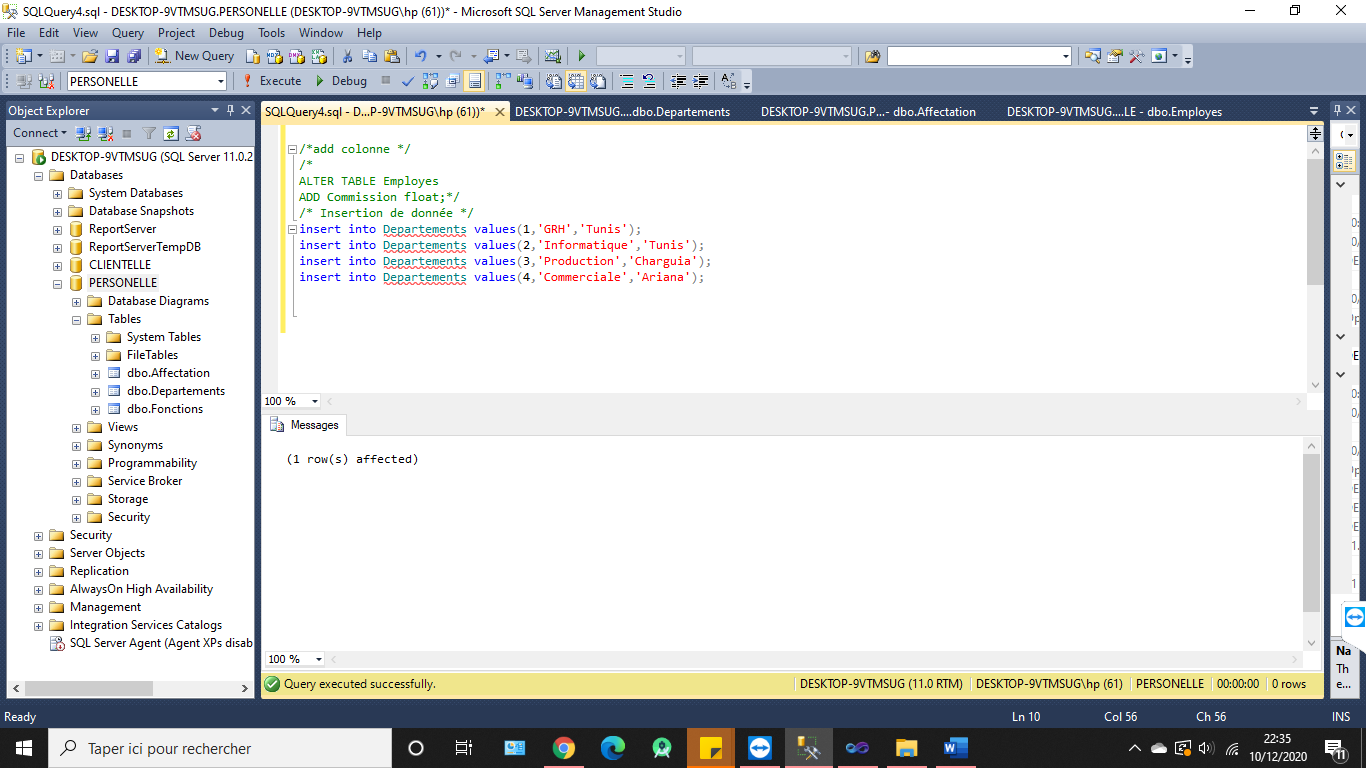 SQLQuery4.sql - DESKTOP-9VTMSUG.PERSONELLE (DESKTOP-9VTMSUG\hp (61))* - Microsoft SQL Server Management Studio
File Edit View Query Project Debug Tools Window Help
New Query
PERSONELLE Execute Debug
Object Explorer
Connect
DESKTOP-9VTMSUG (SQL Server 11.0.2
Databases
System Databases
Database Snapshots
ReportServer
ReportServerTempDB
CLIENTELLE
PERSONELLE
Database Diagrams
Tables
System Tables
FileTables
dbo.Affectation
dbo.Departements
dbo.Fonctions
Views
Synonyms
Programmability
Service Broker
Storage
Security
Security
Server Objects
Replication
AlwaysOn High Availability
Management
Integration Services Catalogs
SQL Server Agent (Agent XPs disab
SQLQuery4.sql - D...P-9VTMSUG\hp (61))* DESKTOP-9VTMSUG....dbo.Departements DESKTOP-9VTMSUG.P...- dbo.Affectation DESKTOP-9VTMSUG....LE - dbo.Employes
/*add colonne */
/*
ALTER TABLE Employes
ADD Commission float;*/
/* Insertion de donnée */
insert into Departements values(1,'GRH','Tunis');
insert into Departements values(2,'Informatique','Tunis');
insert into Departements values(3,'Production','Charguia');
insert into Departements values(4,'Commerciale','Ariana');
100 %
Messages
(1 row(s) affected)
100 %
Query executed successfully. DESKTOP-9VTMSUG (11.0 RTM) DESKTOP-9VTMSUG\hp (61) PERSONELLE 00:00:00 0 rows
Na
Th
e...
Ready Ln 10 Col 56 Ch 56 INS
Taper ici pour rechercher
22:35
10/12/2020
11